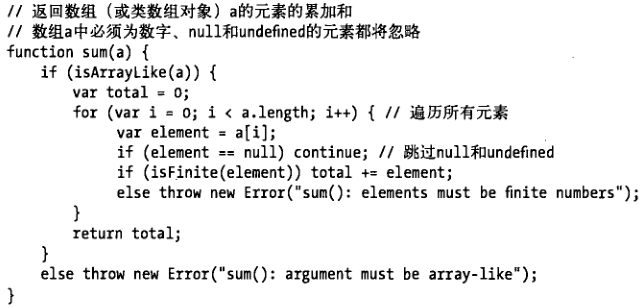 // 返回数组（或类数组对象）a的元素的累加和
// 数组a中必须为数字、null和undefined的元素都将忽略
function sum(a) {
    if (isArrayLike(a)) {
        var total = 0;
        for (var i = 0; i < a.length; i++) { // 遍历所有元素
            var element = a[i];
            if (element == null) continue; // 跳过null和undefined
            if (isFinite(element)) total += element;
            else throw new Error("sum(): elements must be finite numbers");
        }
        return total;
    }
    else throw new Error("sum(): argument must be array-like");
}